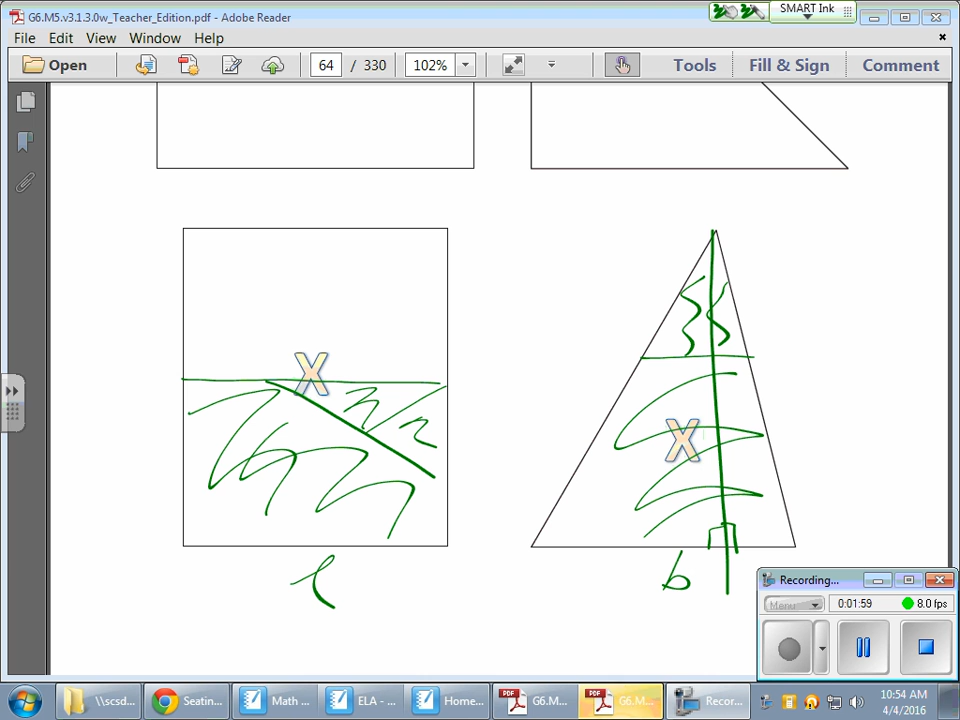 G6.M5.v3.1.3.0w_Teacher_Edition.pdf - Adobe Reader
SMART Ink
File Edit View Window Help
Open 64 / 330 102% Tools Fill & Sign Comment
X
X
b
Recording...
Menu 0:01:59 8.0 fps
\\scsd... Seatin... Math ... ELA - ... Home... G6.M... G6.M... Recor...
10:54 AM
4/4/2016